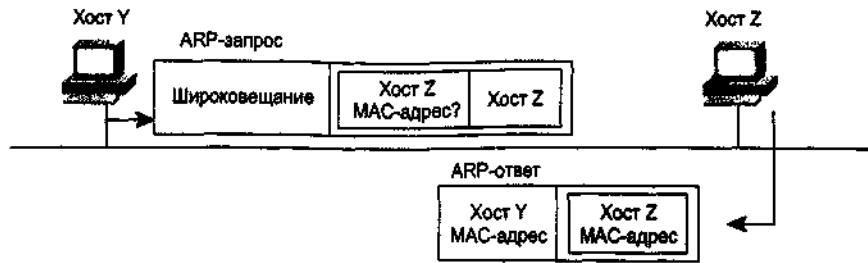 Хост Y
Хост Z
ARP-запрос
Широковещание
Хост Z
MAC-адрес?
Хост Z
ARP-ответ
Хост Y
MAC-адрес
Хост Z
MAC-адрес